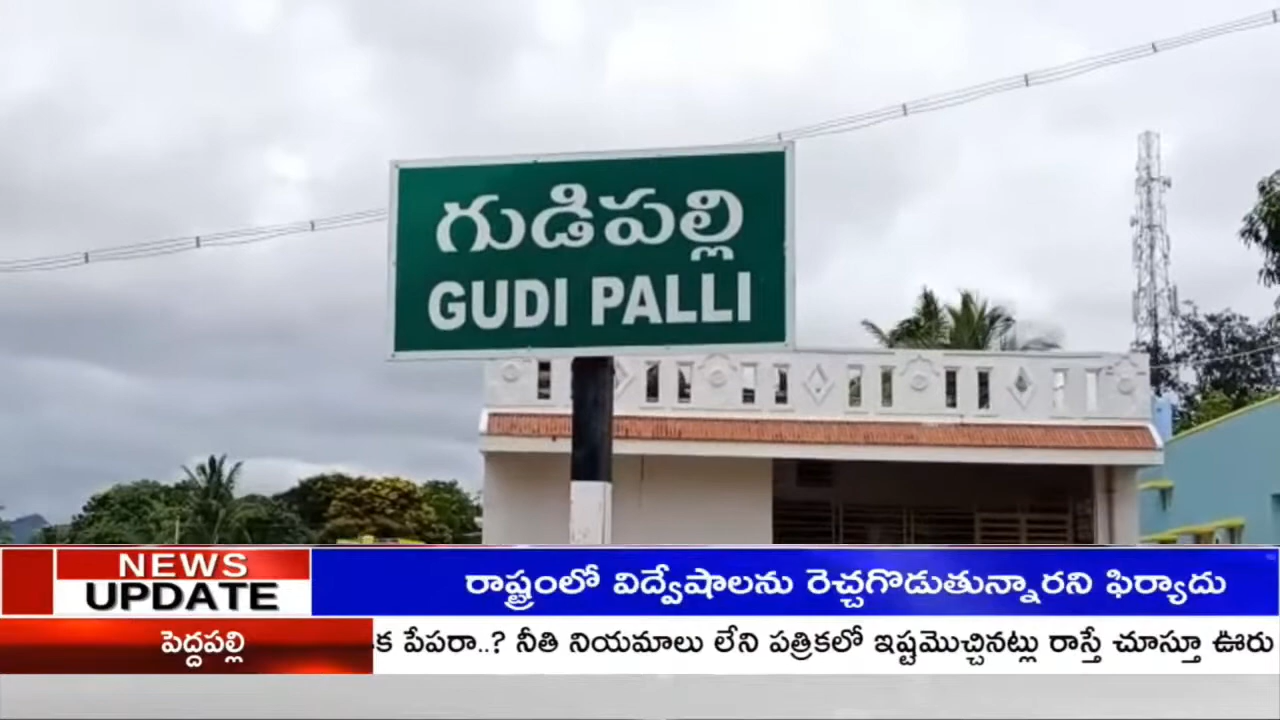 గుడిపల్లి
GUDI PALLI
NEWS
UPDATE
రాష్ట్రంలో విద్వేషాలను రెచ్చగొడుతున్నారని ఫిర్యాదు
పెద్దపల్లి
క పేపరా..? నీతి నియమాలు లేని పత్రికలో ఇష్టమొచ్చినట్లు రాస్తే చూస్తూ ఊరు